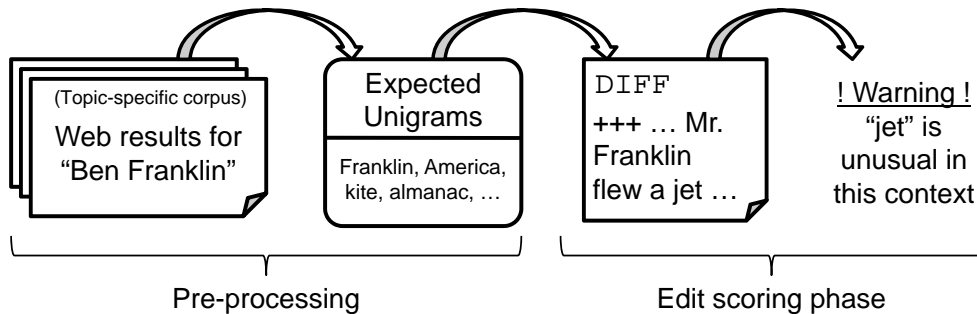 (Topic-specific corpus)
Web results for
“Ben Franklin”
Expected
Unigrams
Franklin, America,
kite, almanac, …
DIFF
+++ … Mr.
Franklin
flew a jet …
! Warning !
“jet” is
unusual in
this context
Pre-processing
Edit scoring phase